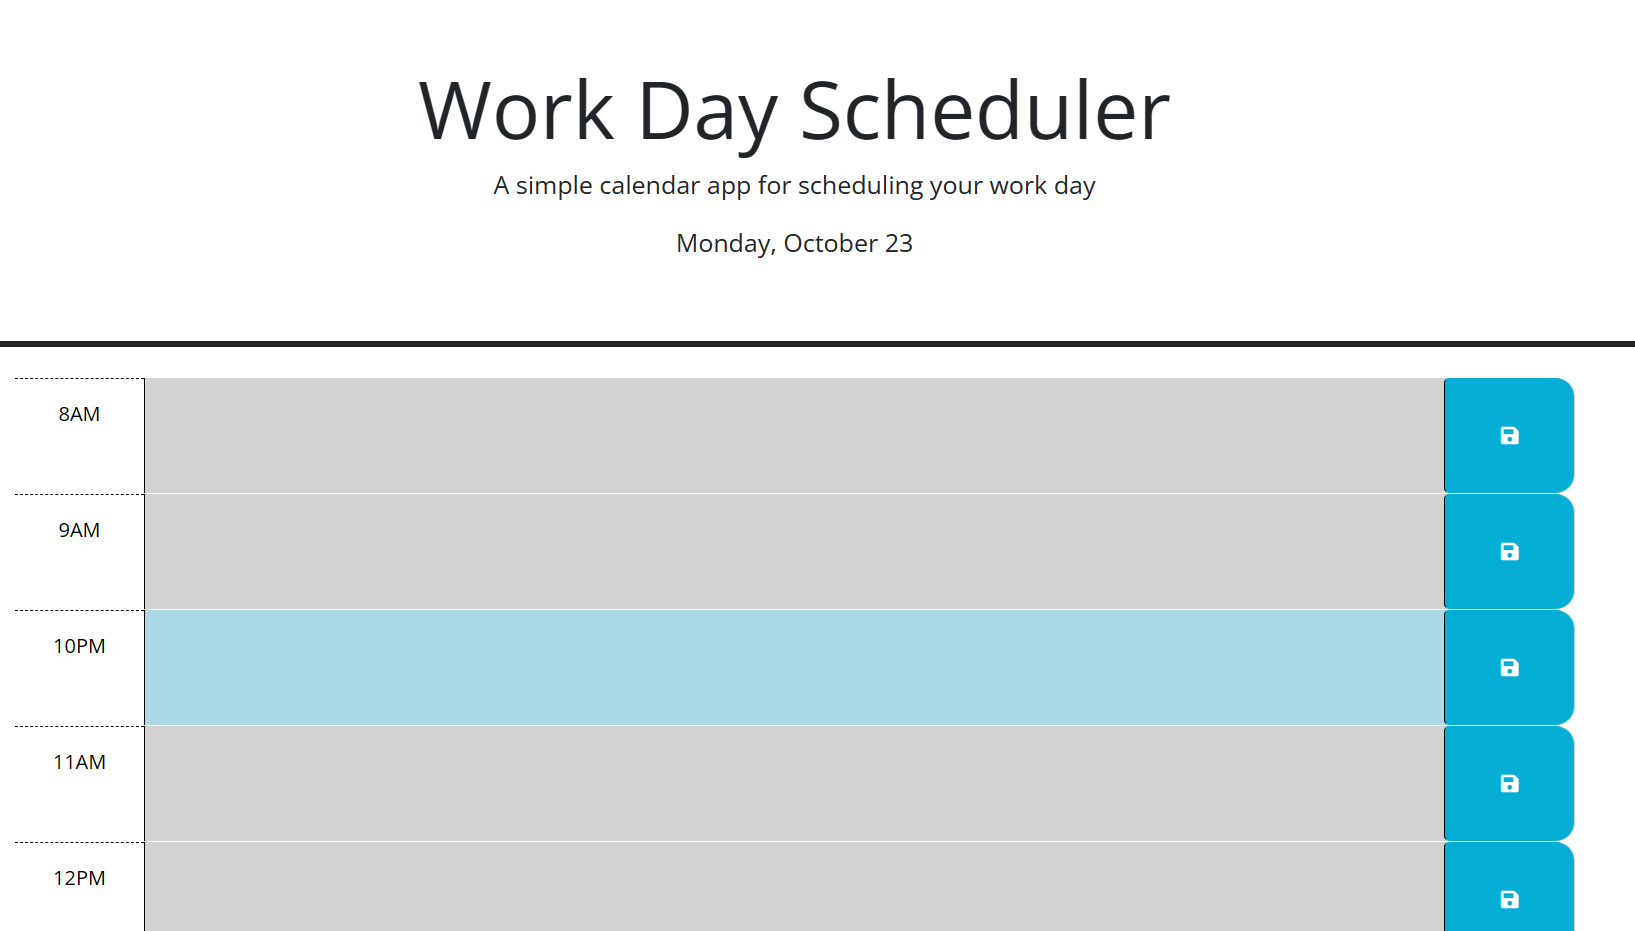 Work Day Scheduler
A simple calendar app for scheduling your work day
Monday, October 23
8AM
9AM
10PM
11AM
12PM